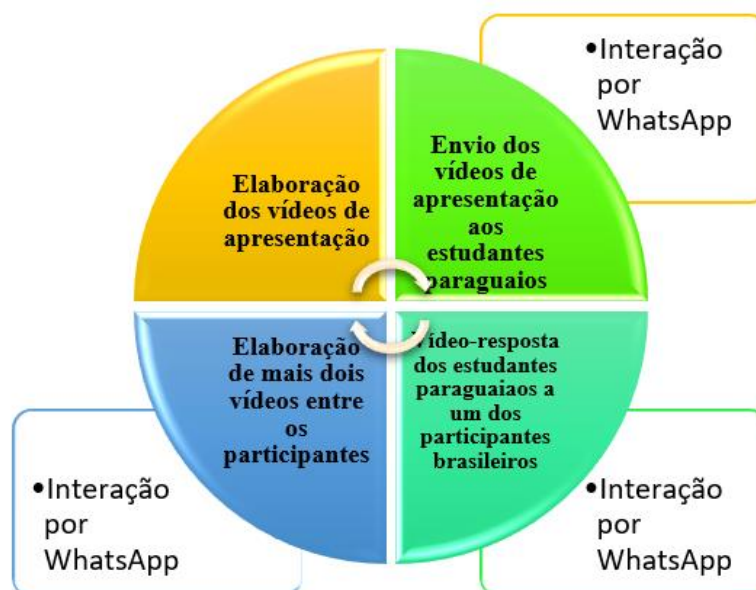 Elaboração
dos vídeos de
apresentação
Envio dos
vídeos de
apresentação
aos
estudantes
paraguaios
•Interação
por
WhatsApp
Vídeo-resposta
dos estudantes
paraguaiaos a
um dos
participantes
brasileiros
•Interação
por
WhatsApp
Elaboração
de mais dois
vídeos entre
os
participantes
•Interação
por
WhatsApp